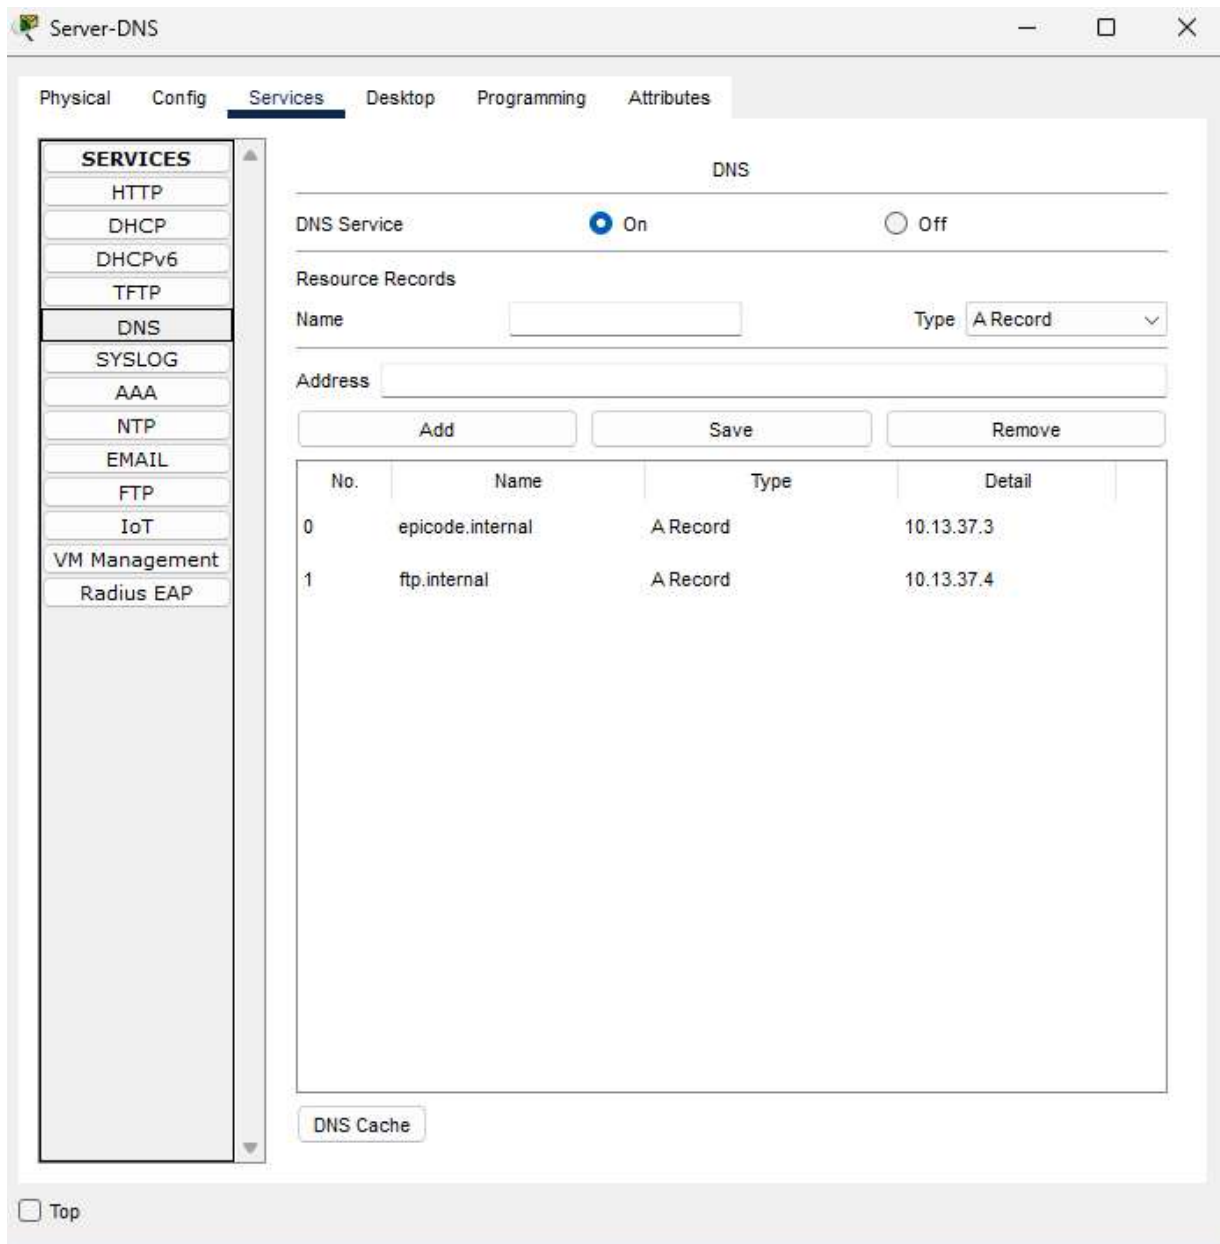 Server-DNS
Physical Config Services Desktop Programming Attributes
SERVICES
HTTP
DHCP
DHCPv6
TFTP
DNS
SYSLOG
AAA
NTP
EMAIL
FTP
IoT
VM Management
Radius EAP
DNS
DNS Service On Off
Resource Records
Name Type A Record
Address
Add Save Remove
No. Name Type Detail
0 epicode.internal A Record 10.13.37.3
1 ftp.internal A Record 10.13.37.4
DNS Cache
Top